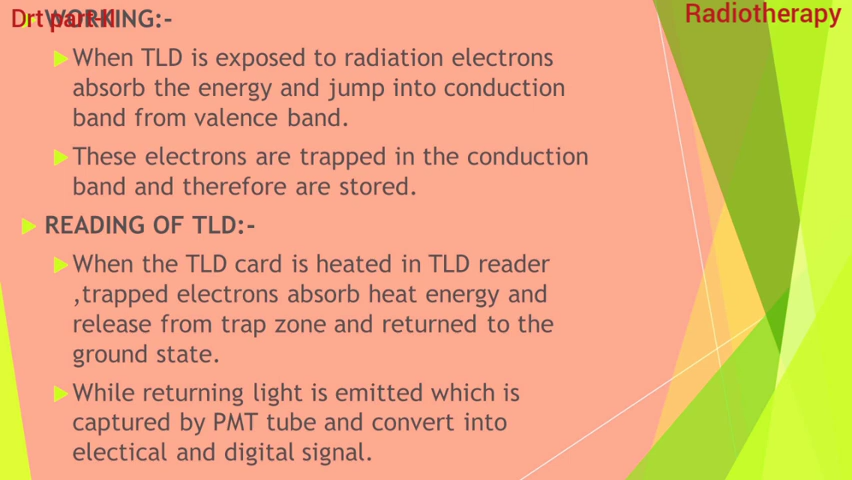 Drt part-II
Radiotherapy
WORKING:-
When TLD is exposed to radiation electrons
absorb the energy and jump into conduction
band from valence band.
These electrons are trapped in the conduction
band and therefore are stored.
READING OF TLD:-
When the TLD card is heated in TLD reader
,trapped electrons absorb heat energy and
release from trap zone and returned to the
ground state.
While returning light is emitted which is
captured by PMT tube and convert into
electical and digital signal.